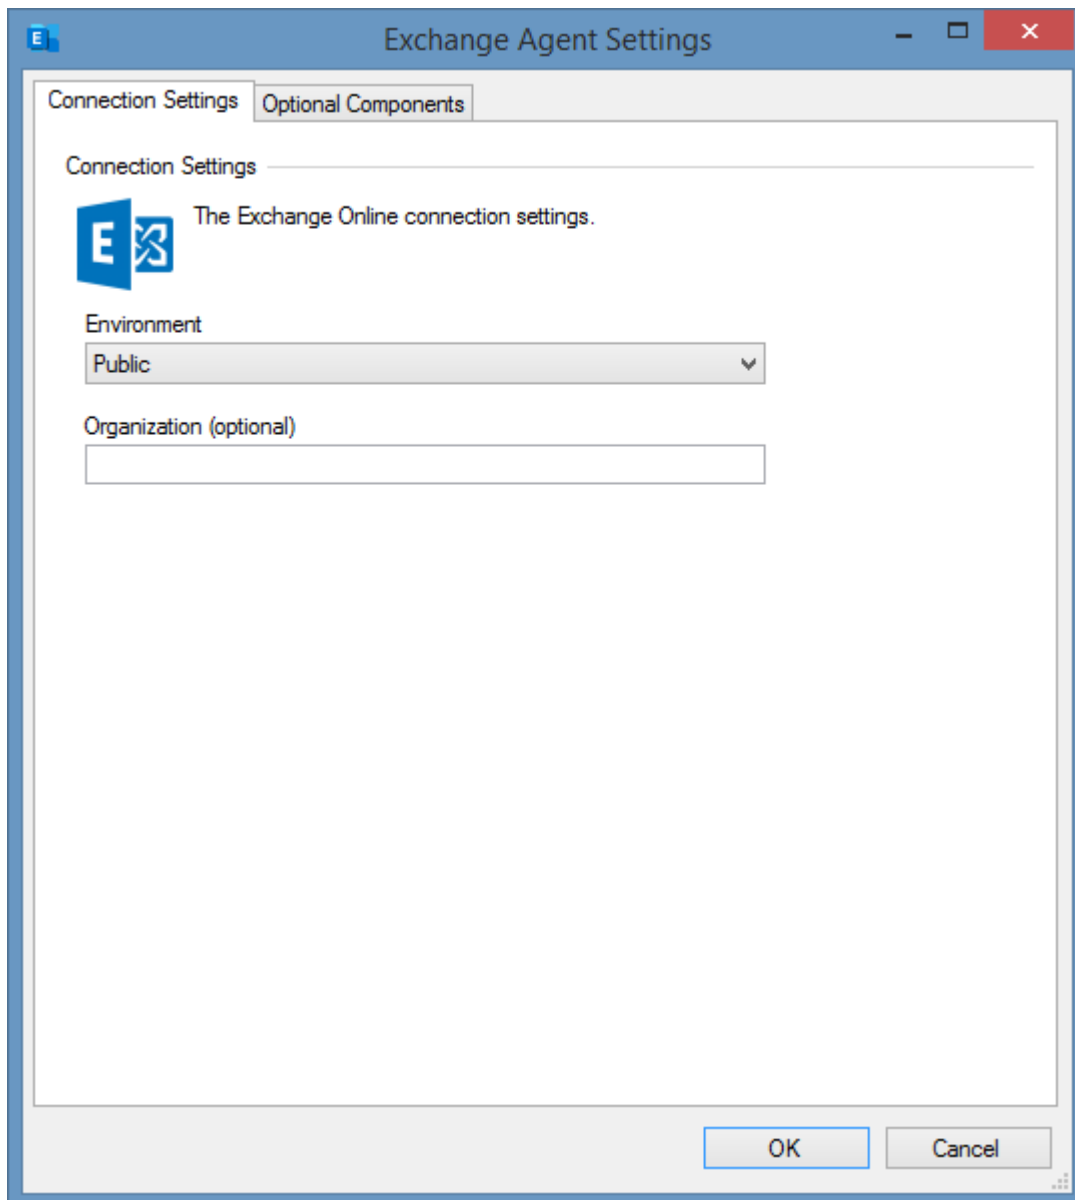 E
Exchange Agent Settings
Connection Settings
Optional Components
Connection Settings
E
The Exchange Online connection settings.
Environment
Public
Organization (optional)
OK
Cancel